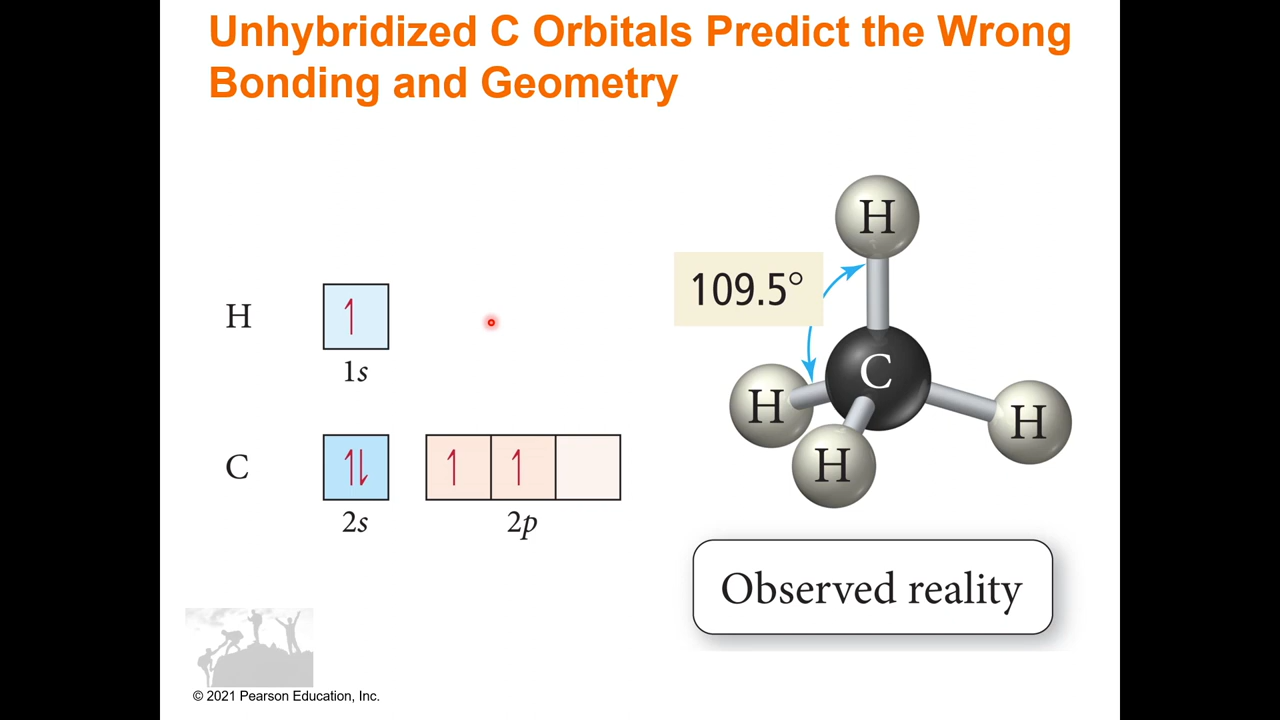 Unhybridized C Orbitals Predict the Wrong
Bonding and Geometry
H
1s
C
2s
2p
H
109.5°
C
H
H
H
Observed reality
© 2021 Pearson Education, Inc.